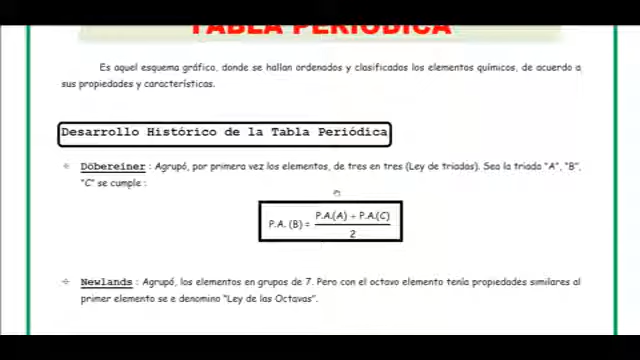 TABLA PERIÓDICA
Es aquel esquema gráfico, donde se hallan ordenados y clasificados los elementos químicos, de acuerdo a
sus propiedades y características.
Desarrollo Histórico de la Tabla Periódica
Döbereiner : Agrupó, por primera vez los elementos, de tres en tres (Ley de triadas). Sea la triada "A", "B",
"C" se cumple :
P.A. (B) = P.A.(A) + P.A.(C)
2
Newlands : Agrupó, los elementos en grupos de 7. Pero con el octavo elemento tenía propiedades similares al
primer elemento se e denomino "Ley de las Octavas".